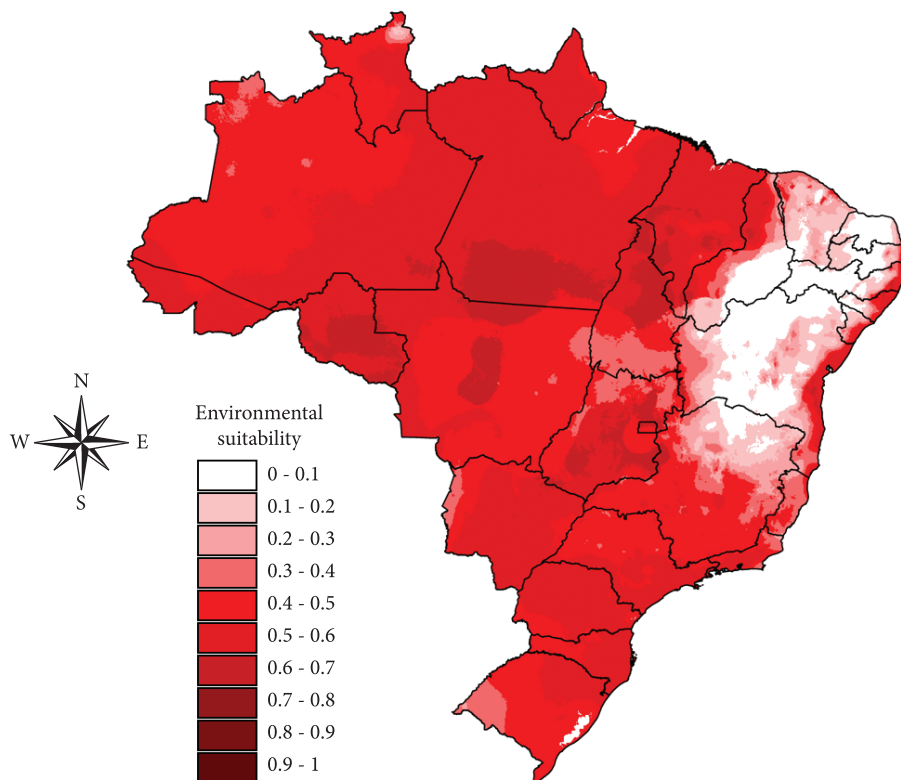 N
W
E
S
Environmental
suitability
0 - 0.1
0.1 - 0.2
0.2 - 0.3
0.3 - 0.4
0.4 - 0.5
0.5 - 0.6
0.6 - 0.7
0.7 - 0.8
0.8 - 0.9
0.9 - 1